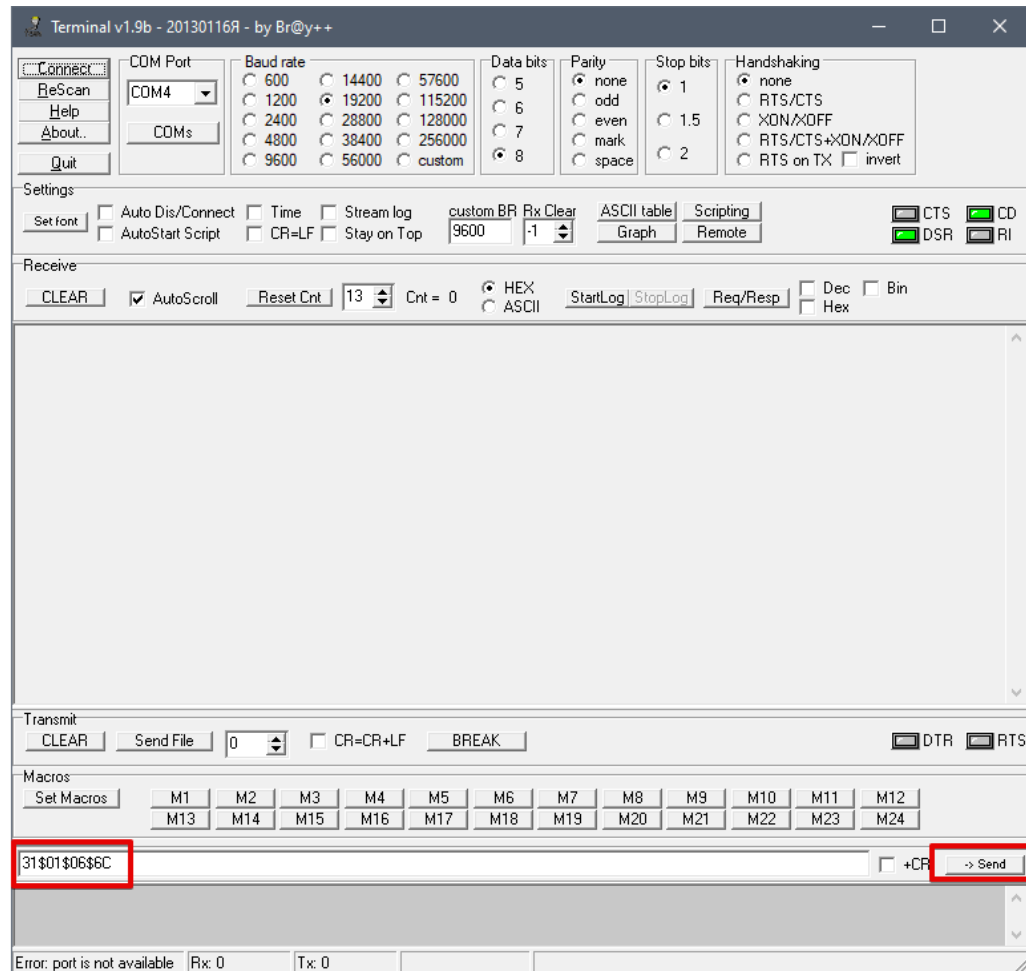 Terminal v1.9b - 20130116Я - by Br@y++
Connect
ReScan
Help
About..
Quit
COM Port
COM4
COMs
Baud rate
600 14400 57600
1200 19200 115200
2400 28800 128000
4800 38400 256000
9600 56000 custom
Data bits
5
6
7
8
Parity
none
odd
even
mark
space
Stop bits
1
1.5
2
Handshaking
none
RTS/CTS
XON/XOFF
RTS/CTS+XON/XOFF
RTS on TX invert
Settings
Set font
Auto Dis/Connect Time Stream log
AutoStart Script CR=LF Stay on Top
custom BR Rx Clear
9600 -1
ASCII table Scripting
Graph Remote
CTS CD
DSR RI
Receive
CLEAR AutoScroll Reset Cnt 13 Cnt = 0
HEX
ASCII
StartLog StopLog Req/Resp
Dec Bin
Hex
Transmit
CLEAR Send File 0 CR=CR+LF BREAK DTR RTS
Macros
Set Macros M1 M2 M3 M4 M5 M6 M7 M8 M9 M10 M11 M12
M13 M14 M15 M16 M17 M18 M19 M20 M21 M22 M23 M24
31$01$06$6C +CR -> Send
Error: port is not available Rx: 0 Tx: 0